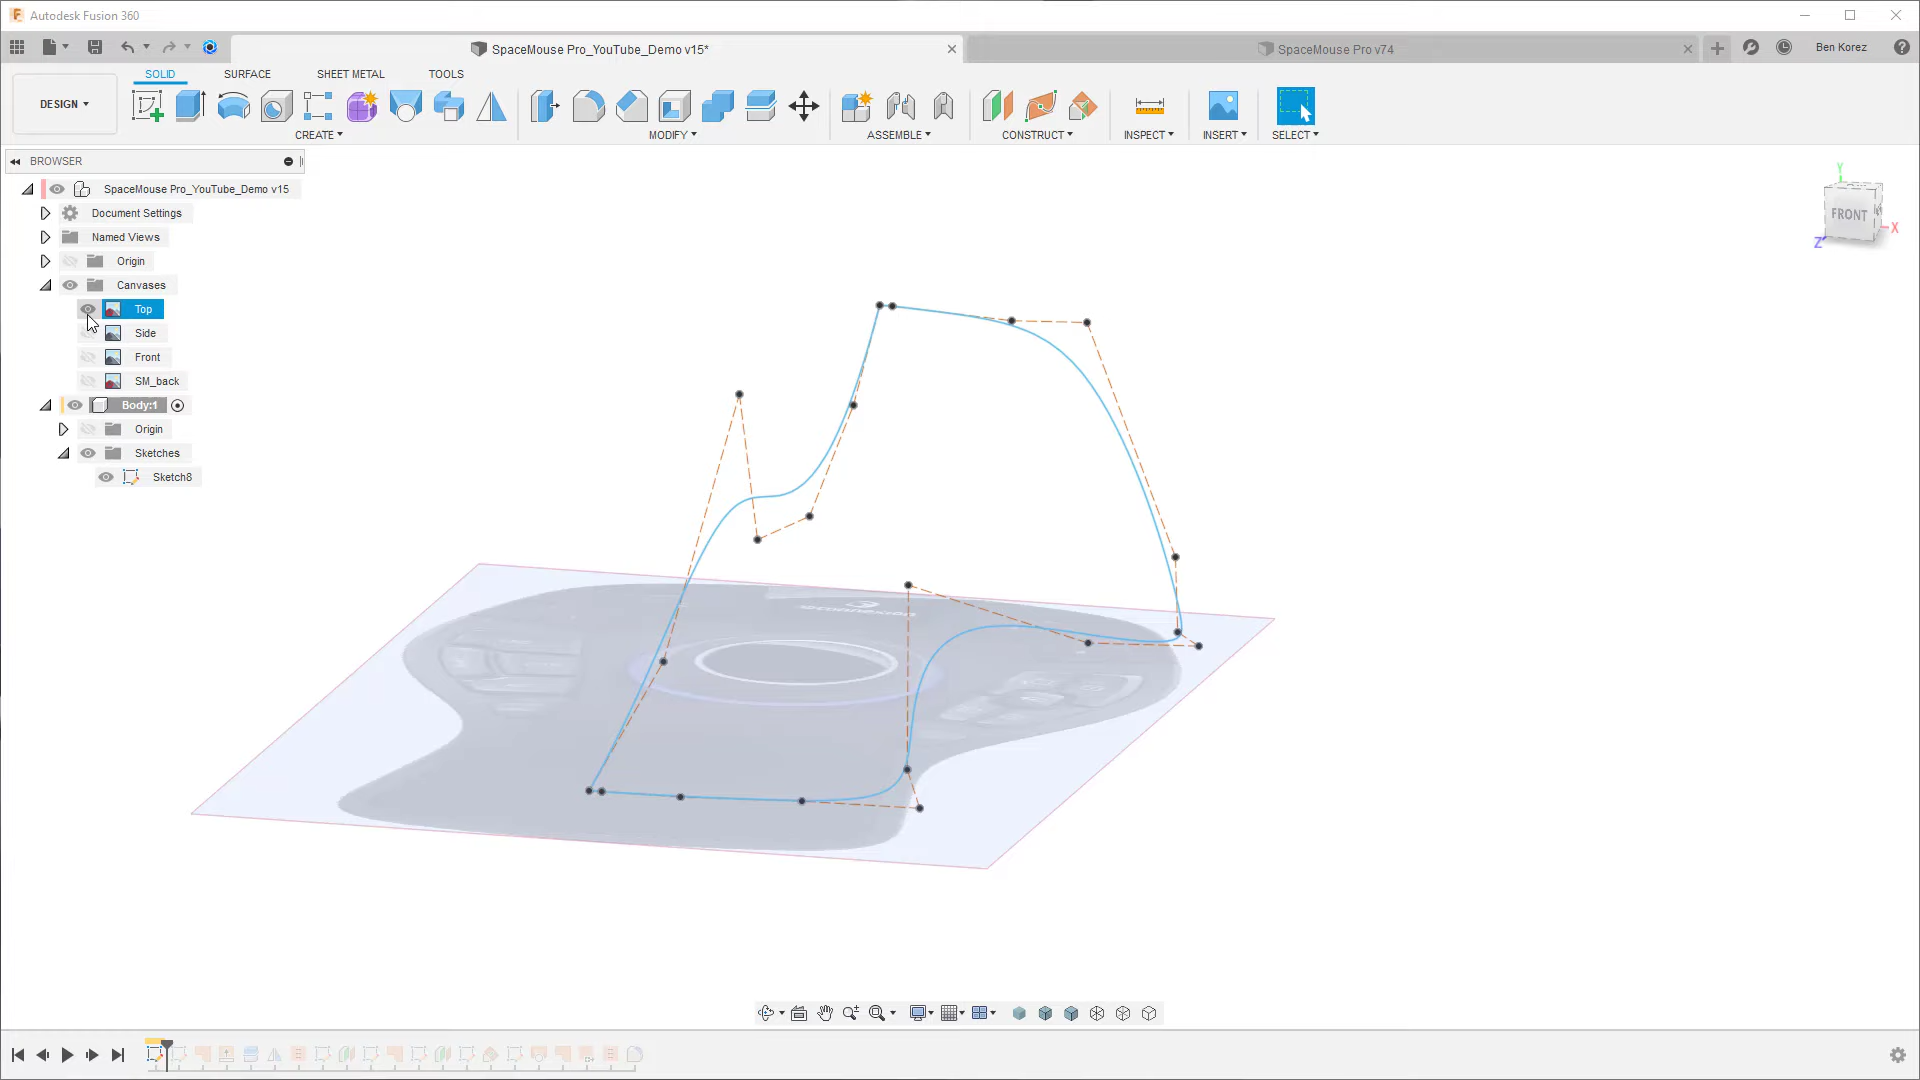 Autodesk Fusion 360
SpaceMouse Pro_YouTube_Demo v15*
SpaceMouse Pro v74
Ben Korez
DESIGN
SOLID
SURFACE
SHEET METAL
TOOLS
CREATE
MODIFY
ASSEMBLE
CONSTRUCT
INSPECT
INSERT
SELECT
BROWSER
SpaceMouse Pro_YouTube_Demo v15
Document Settings
Named Views
Origin
Canvases
Top
Side
Front
SM_back
Body:1
Origin
Sketches
Sketch8
Y
FRONT
X
Z